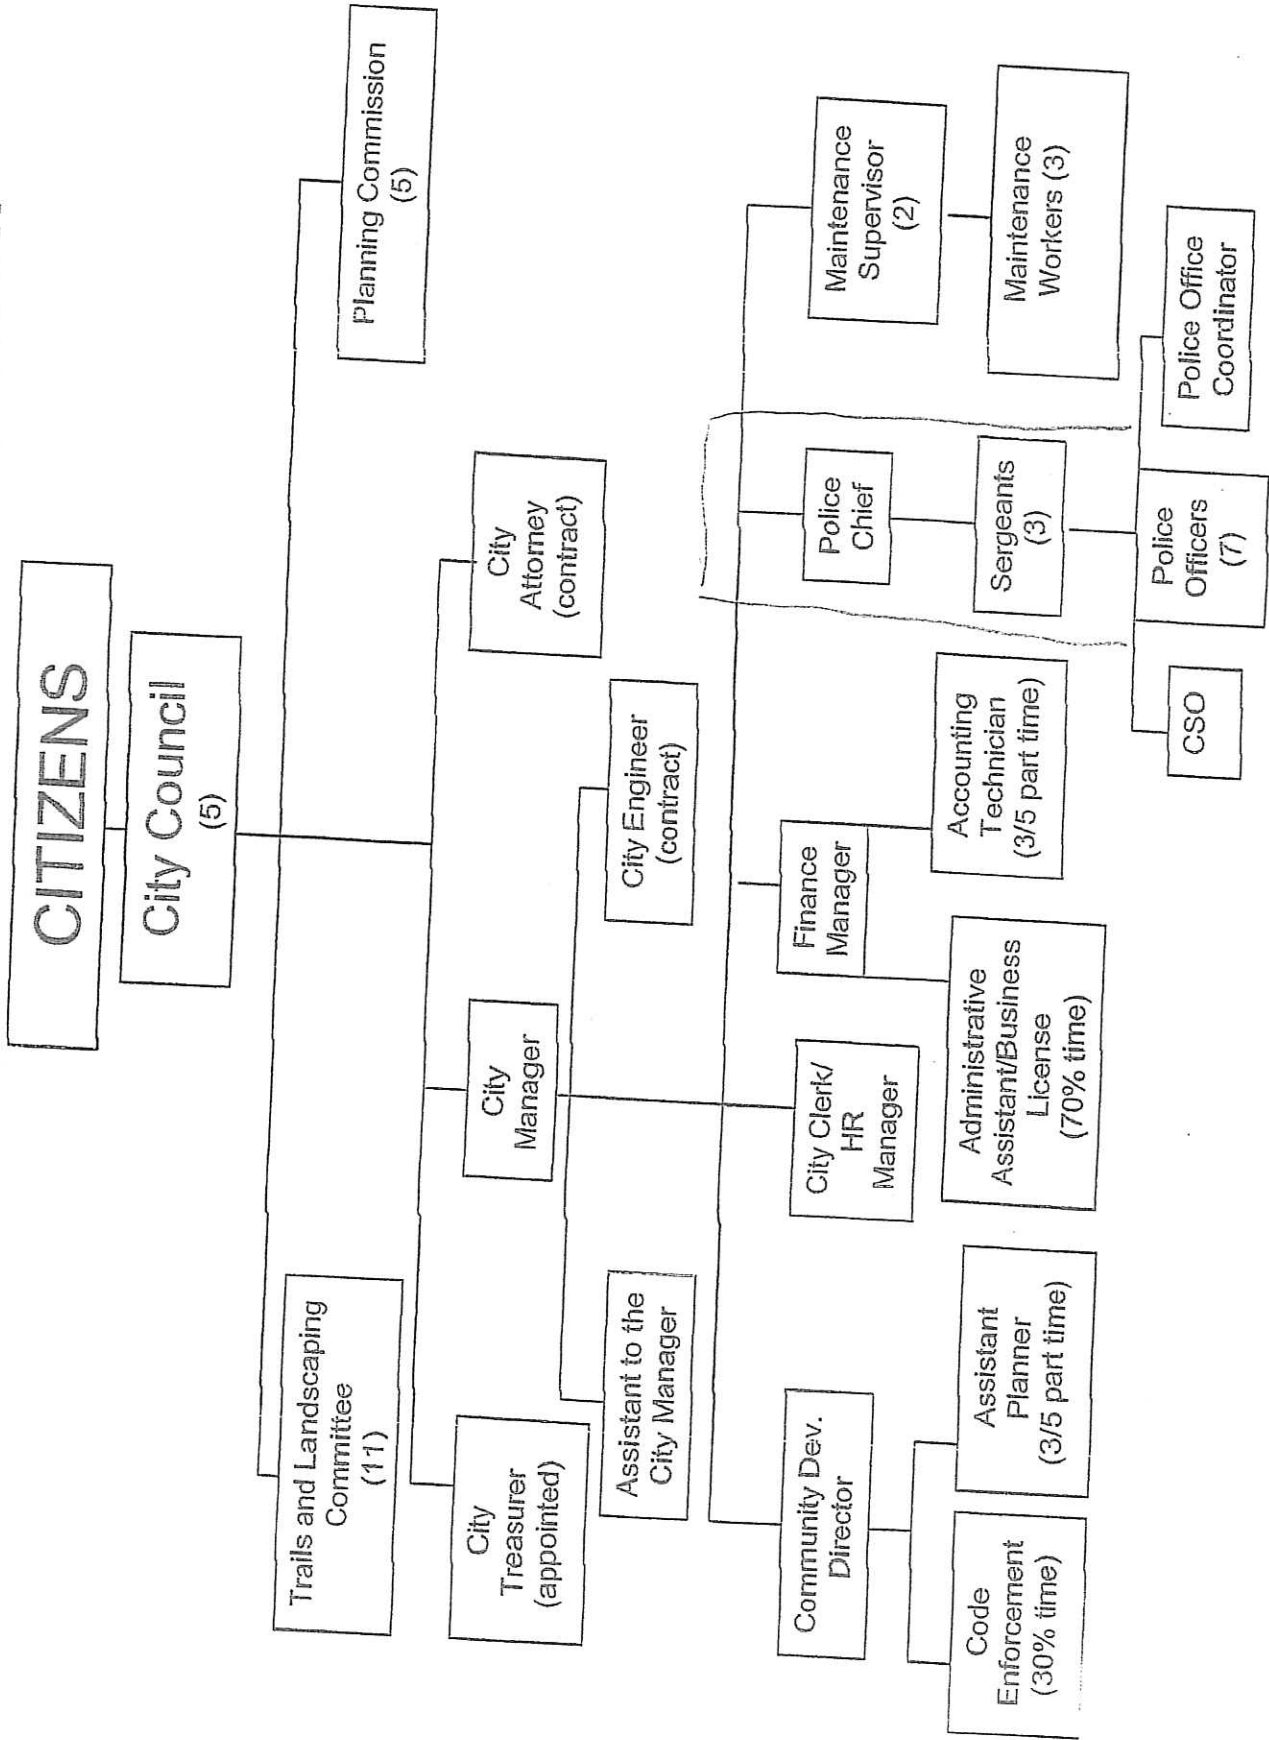 CITIZENS
City Council
(5)
Trails and Landscaping
Committee
(11)
Planning Commission
(5)
City
Treasurer
(appointed)
City
Manager
City
Attorney
(contract)
Assistant to the
City Manager
City Engineer
(contract)
Community Dev.
Director
City Clerk/
HR
Manager
Finance
Manager
Police
Chief
Maintenance
Supervisor
(2)
Code
Enforcement
(30% time)
Assistant
Planner
(3/5 part time)
Administrative
Assistant/Business
License
(70% time)
Accounting
Technician
(3/5 part time)
Sergeants
(3)
Maintenance
Workers (3)
CSO
Police
Officers
(7)
Police Office
Coordinator